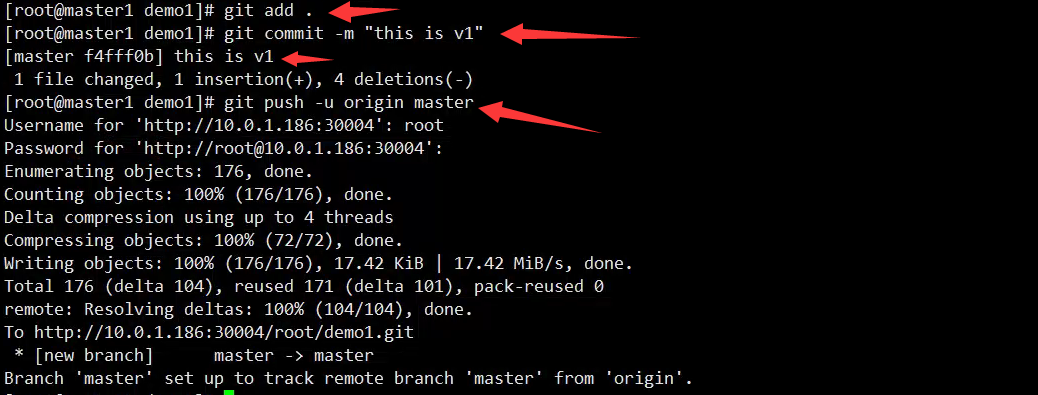 [root@master1 demo1]# git add .
[root@master1 demo1]# git commit -m "this is v1"
[master f4fff0b] this is v1
 1 file changed, 1 insertion(+), 4 deletions(-)
[root@master1 demo1]# git push -u origin master
Username for 'http://10.0.1.186:30004': root
Password for 'http://root@10.0.1.186:30004':
Enumerating objects: 176, done.
Counting objects: 100% (176/176), done.
Delta compression using up to 4 threads
Compressing objects: 100% (72/72), done.
Writing objects: 100% (176/176), 17.42 KiB | 17.42 MiB/s, done.
Total 176 (delta 104), reused 171 (delta 101), pack-reused 0
remote: Resolving deltas: 100% (104/104), done.
To http://10.0.1.186:30004/root/demo1.git
 * [new branch]      master -> master
Branch 'master' set up to track remote branch 'master' from 'origin'.